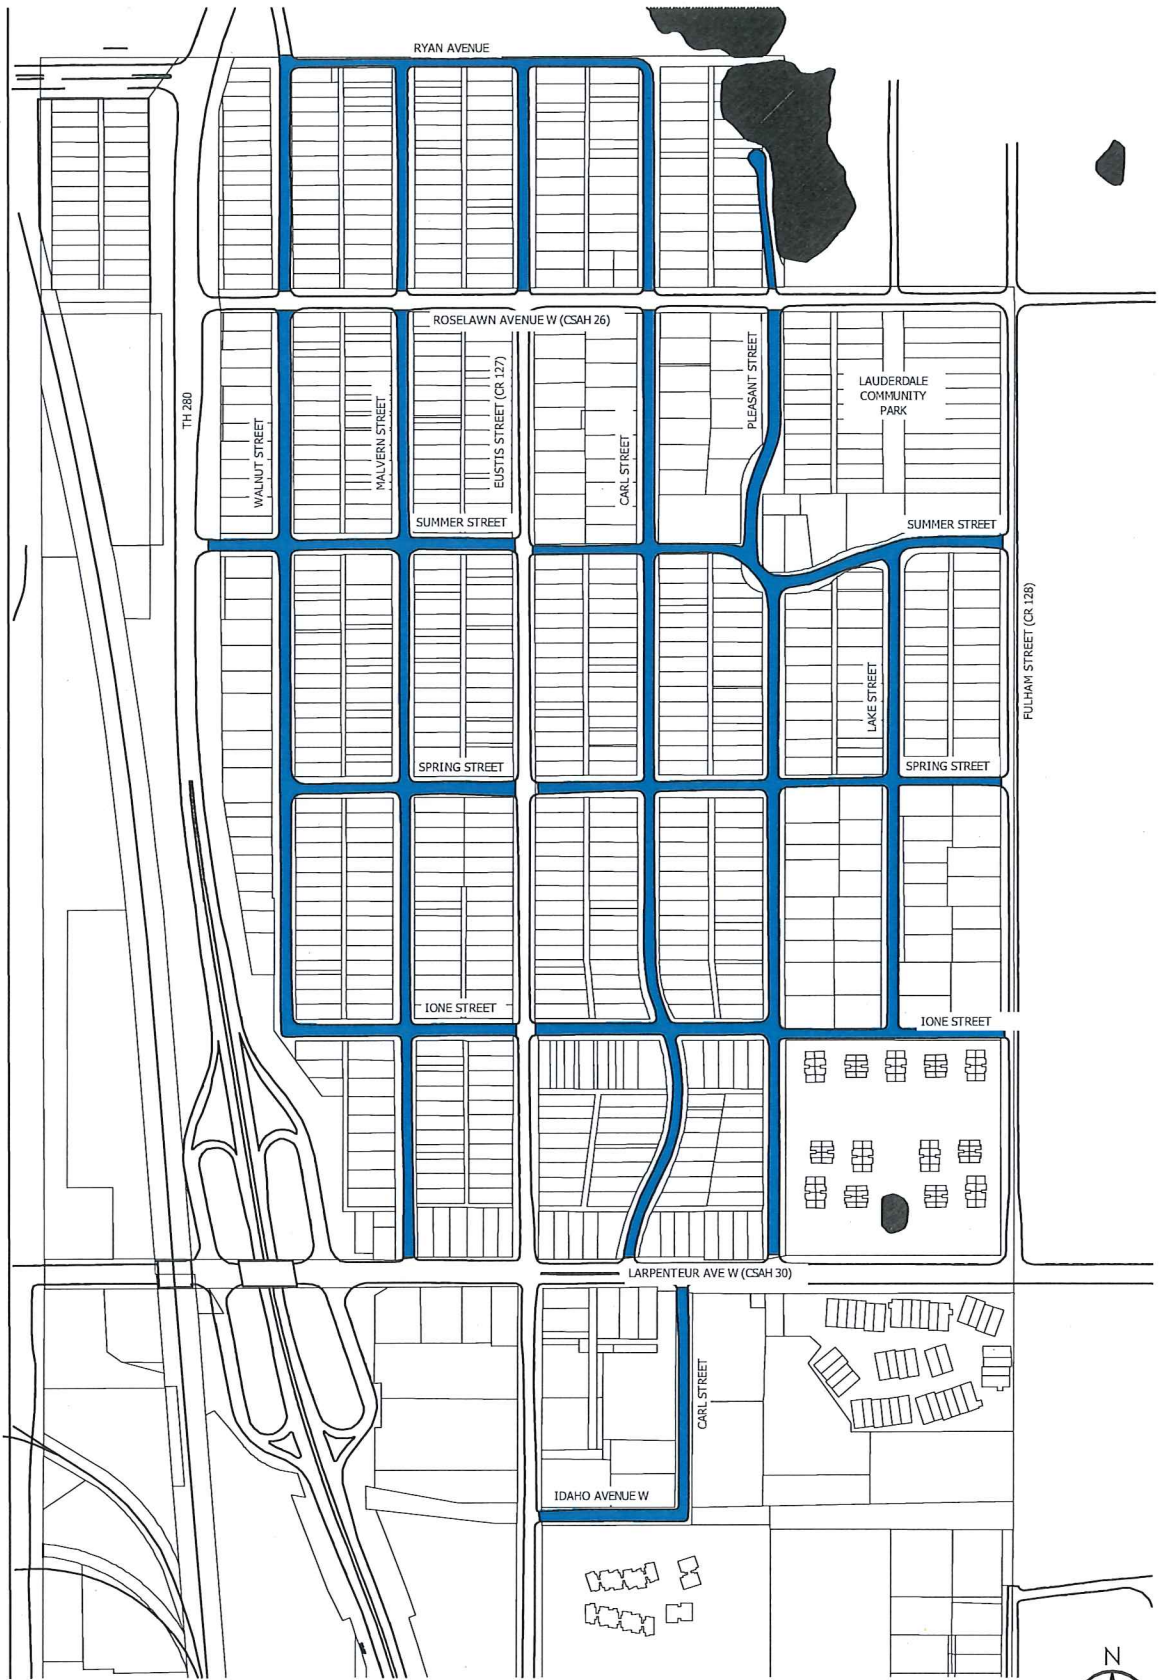 RYAN AVENUE
ROSELAWN AVENUE W (CSAH 26)
TH 280
WALNUT STREET
MALVERN STREET
EUSTIS STREET (CR 127)
CARL STREET
PLEASANT STREET
LAUDERDALE
COMMUNITY
PARK
SUMMER STREET
SUMMER STREET
FULHAM STREET (CR 128)
LAKE STREET
SPRING STREET
SPRING STREET
IONE STREET
IONE STREET
LARPENTEUR AVE W (CSAH 30)
CARL STREET
IDAHO AVENUE W
N